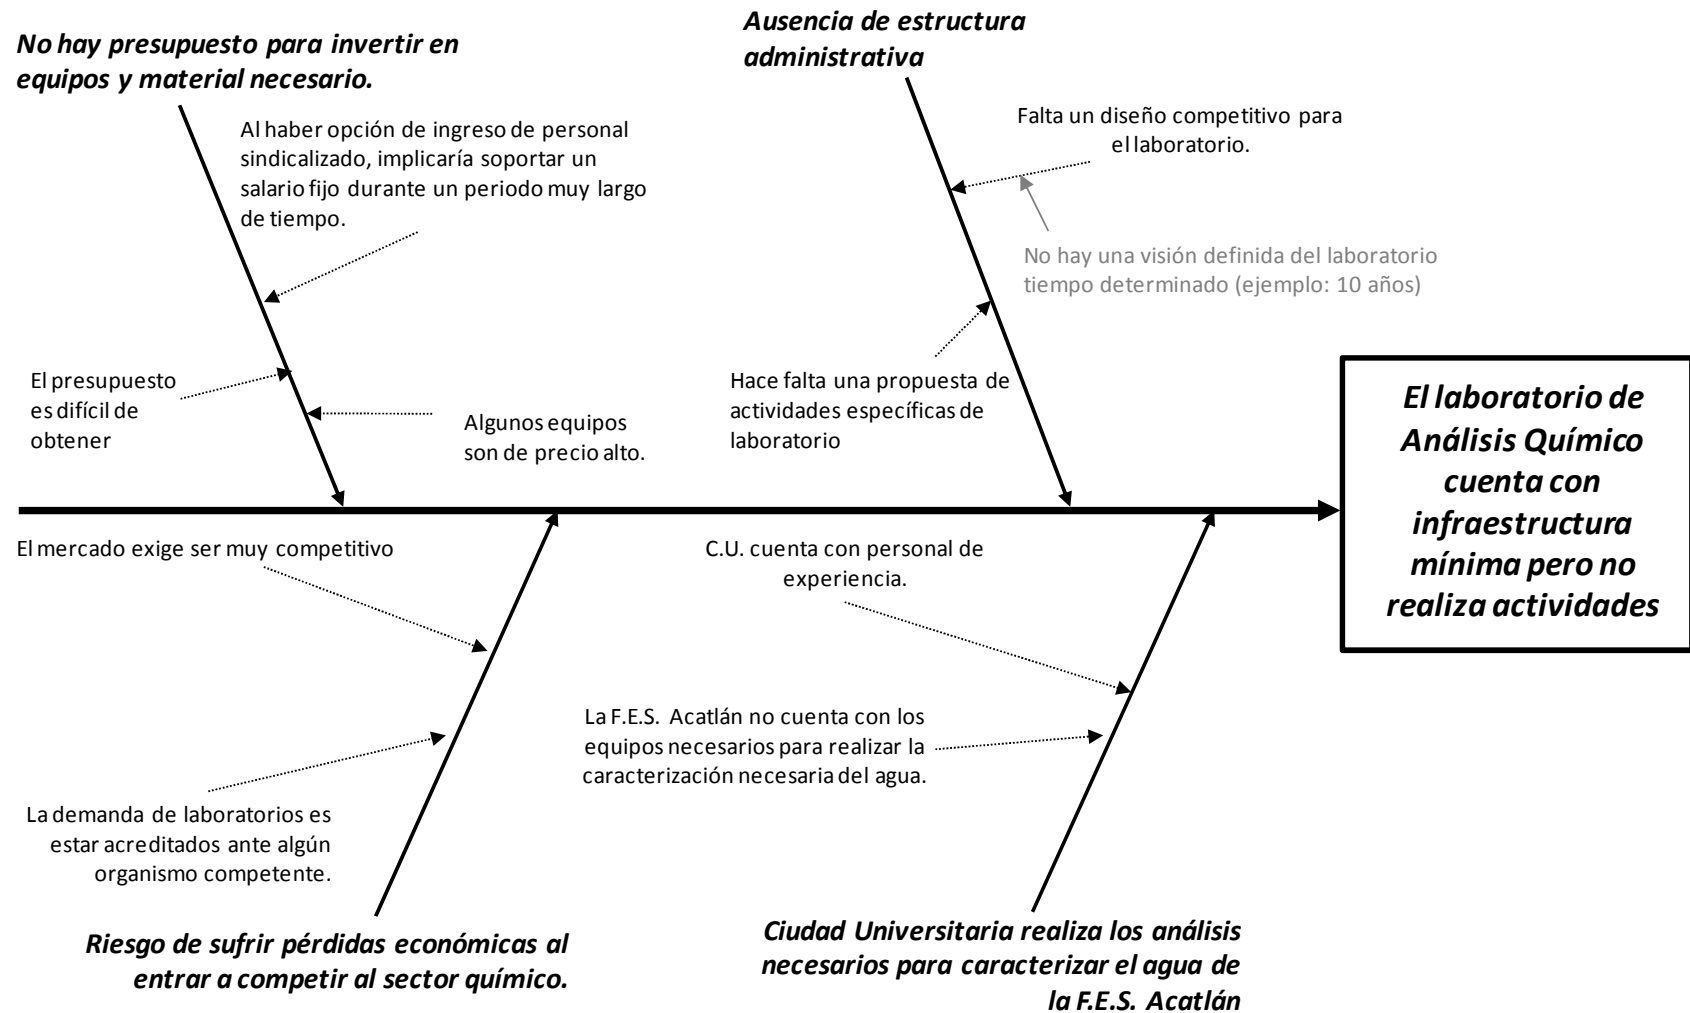 No hay presupuesto para invertir en
equipos y material necesario.
Al haber opción de ingreso de personal
sindicalizado, implicaría soportar un
salario fijo durante un periodo muy largo
de tiempo.
El presupuesto
es difícil de
obtener
Algunos equipos
son de precio alto.
Ausencia de estructura
administrativa
Falta un diseño competitivo para
el laboratorio.
No hay una visión definida del laboratorio
tiempo determinado (ejemplo: 10 años)
Hace falta una propuesta de
actividades específicas de
laboratorio
El laboratorio de
Análisis Químico
cuenta con
infraestructura
mínima pero no
realiza actividades
El mercado exige ser muy competitivo
La demanda de laboratorios es
estar acreditados ante algún
organismo competente.
Riesgo de sufrir pérdidas económicas al
entrar a competir al sector químico.
C.U. cuenta con personal de
experiencia.
La F.E.S. Acatlán no cuenta con los
equipos necesarios para realizar la
caracterización necesaria del agua.
Ciudad Universitaria realiza los análisis
necesarios para caracterizar el agua de
la F.E.S. Acatlán